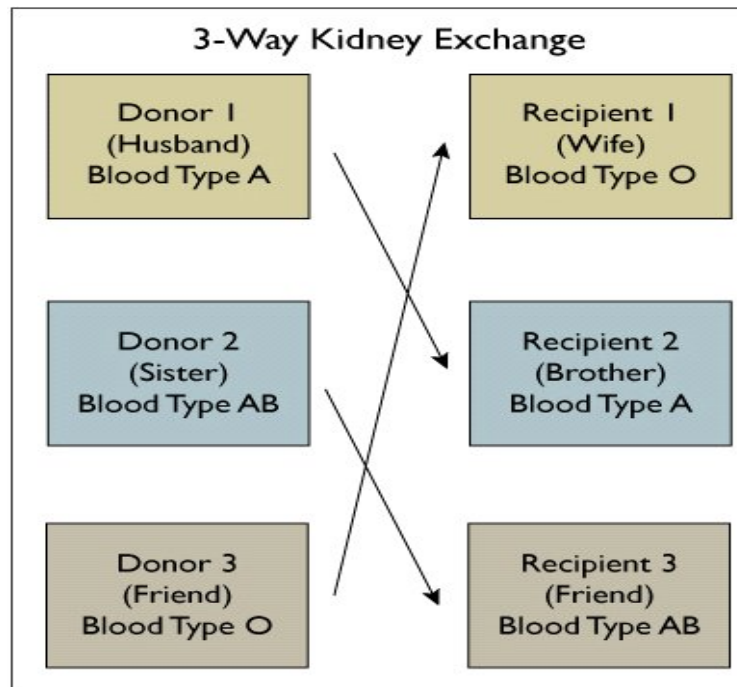 3-Way Kidney Exchange
Donor 1
(Husband)
Blood Type A
Recipient 1
(Wife)
Blood Type O
Donor 2
(Sister)
Blood Type AB
Recipient 2
(Brother)
Blood Type A
Donor 3
(Friend)
Blood Type O
Recipient 3
(Friend)
Blood Type AB